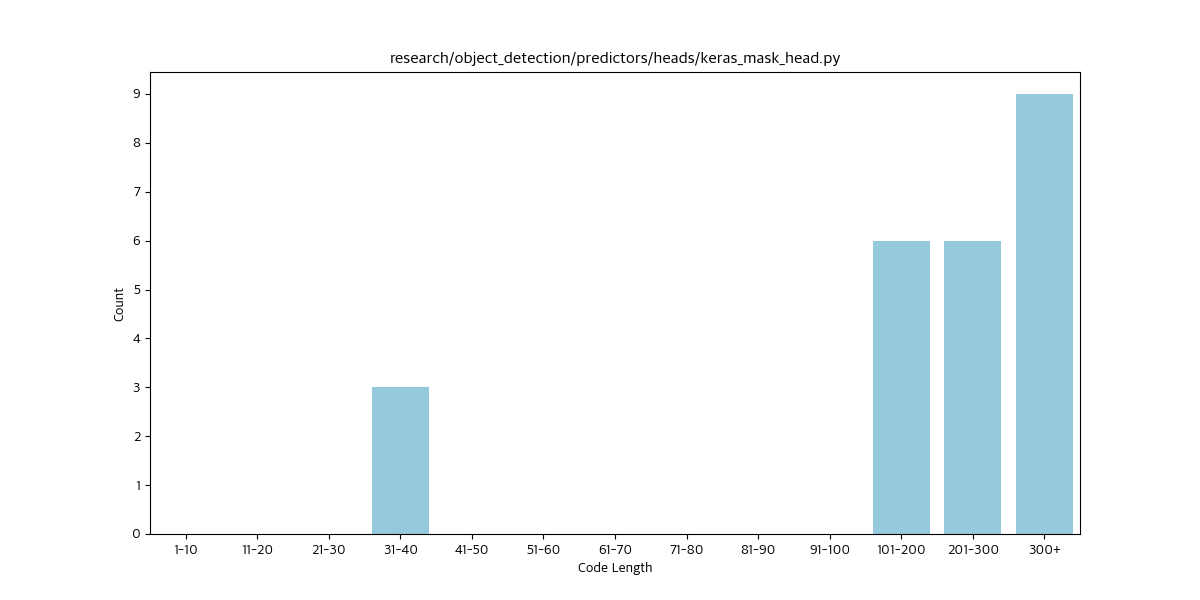 research/object_detection/predictors/heads/keras_mask_head.py
9
8
7
6
5
4
3
2
1
0
Count
1-10 11-20 21-30 31-40 41-50 51-60 61-70 71-80 81-90 91-100 101-200 201-300 300+
Code Length